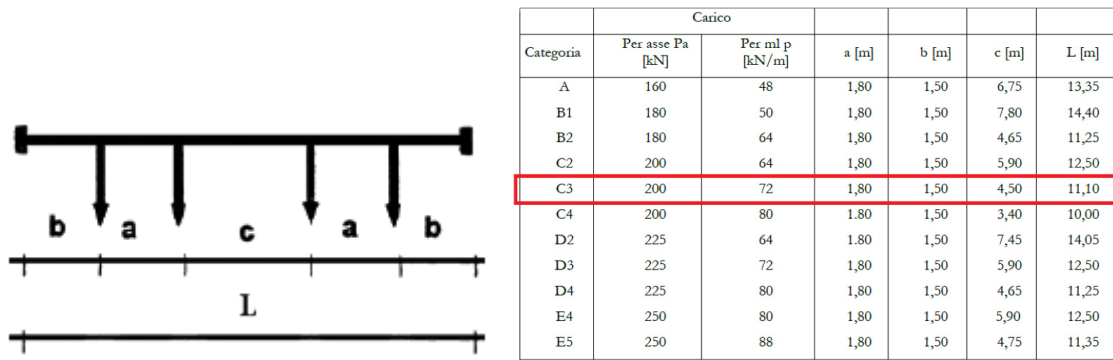 b a c a b
L
Carico
Categoria Per asse Pa [kN] Per ml p [kN/m] a [m] b [m] c [m] L [m]
A 160 48 1,80 1,50 6,75 13,35
B1 180 50 1,80 1,50 7,80 14,40
B2 180 64 1,80 1,50 4,65 11,25
C2 200 64 1,80 1,50 5,90 12,50
C3 200 72 1,80 1,50 4,50 11,10
C4 200 80 1.80 1,50 3,40 10,00
D2 225 64 1.80 1,50 7,45 14,05
D3 225 72 1,80 1,50 5,90 12,50
D4 225 80 1,80 1,50 4,65 11,25
E4 250 80 1,80 1,50 5,90 12,50
E5 250 88 1,80 1,50 4,75 11,35